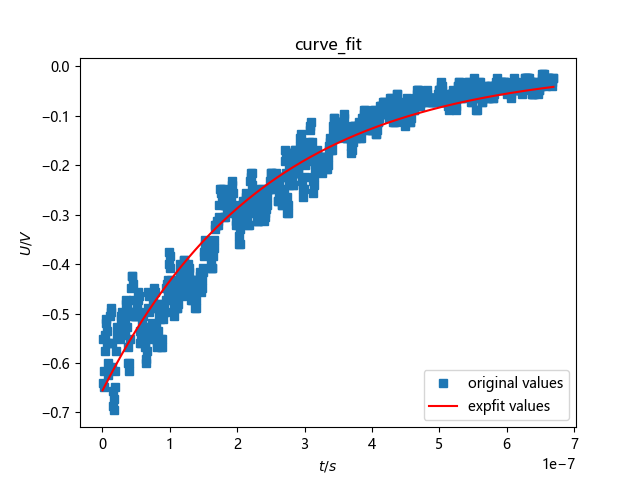 curve_fit
0.0
−0.1
−0.2
−0.3
−0.4
−0.5
−0.6
−0.7
U/V
0 1 2 3 4 5 6 7
1e−7
t/s
original values
expfit values